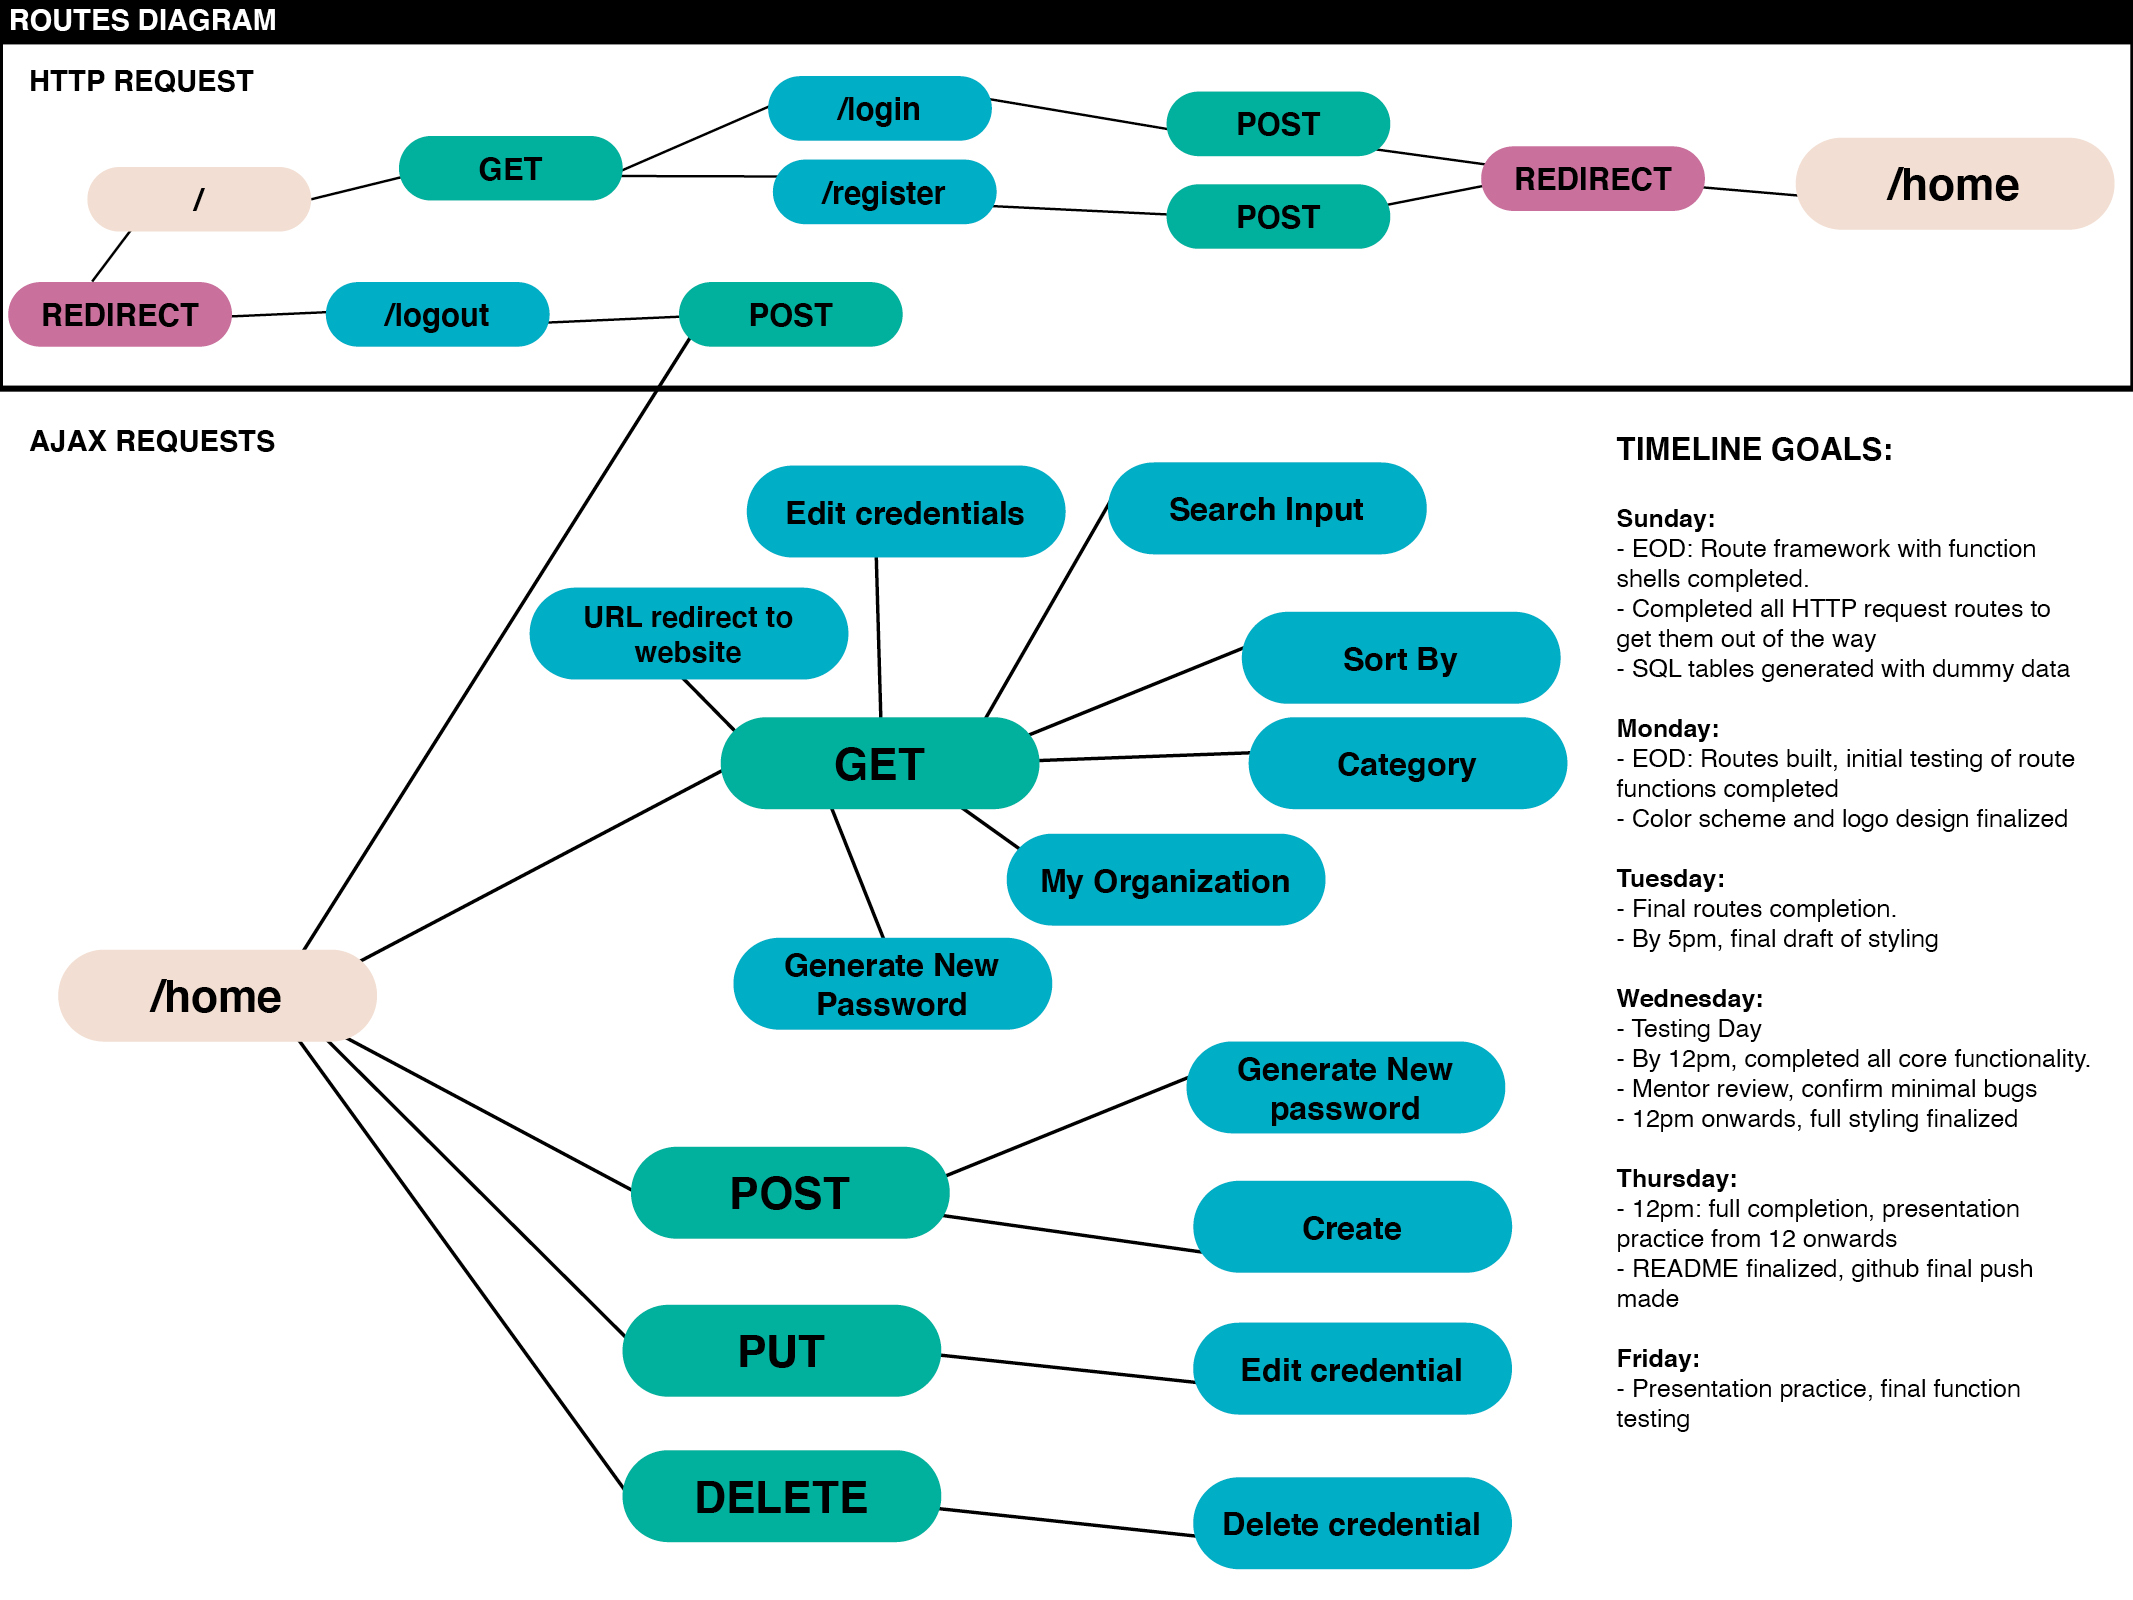 ROUTES DIAGRAM
HTTP REQUEST
/
GET
/login
/register
POST
POST
REDIRECT
/home
REDIRECT
/logout
POST
AJAX REQUESTS
Edit credentials
Search Input
URL redirect to
website
Sort By
GET
Category
My Organization
Generate New
Password
/home
Generate New
password
POST
Create
PUT
Edit credential
DELETE
Delete credential
TIMELINE GOALS:
Sunday:
- EOD: Route framework with function
shells completed.
- Completed all HTTP request routes to
get them out of the way
- SQL tables generated with dummy data
Monday:
- EOD: Routes built, initial testing of route
functions completed
- Color scheme and logo design finalized
Tuesday:
- Final routes completion.
- By 5pm, final draft of styling
Wednesday:
- Testing Day
- By 12pm, completed all core functionality.
- Mentor review, confirm minimal bugs
- 12pm onwards, full styling finalized
Thursday:
- 12pm: full completion, presentation
practice from 12 onwards
- README finalized, github final push
made
Friday:
- Presentation practice, final function
testing